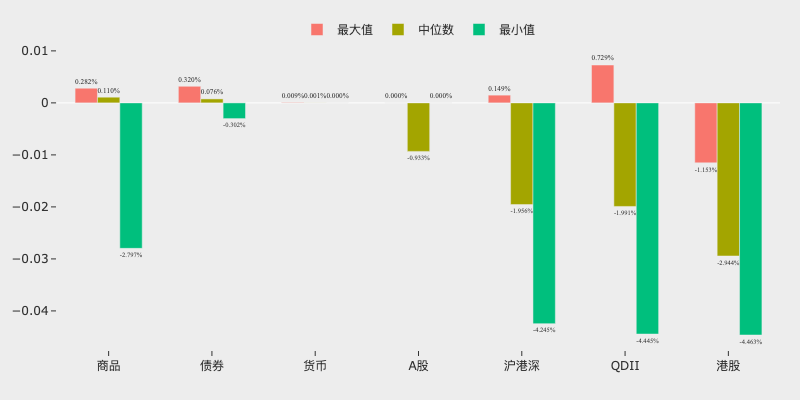 最大值 中位数 最小值
0.01
0
−0.01
−0.02
−0.03
−0.04
0.282% 0.110% -2.797%
0.320% 0.076% -0.302%
0.009% 0.001% 0.000%
0.000% -0.933% 0.000%
0.149% -1.956% -4.245%
0.729% -1.991% -4.445%
-1.153% -2.944% -4.463%
商品 债券 货币 A股 沪港深 QDII 港股